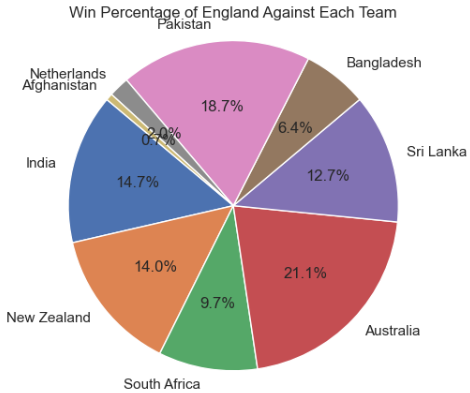 Win Percentage of England Against Each Team
Pakistan
Netherlands
Afghanistan
Bangladesh
18.7%
2.0%
0.7%
6.4%
India
14.7%
12.7%
Sri Lanka
14.0%
21.1%
9.7%
New Zealand
Australia
South Africa